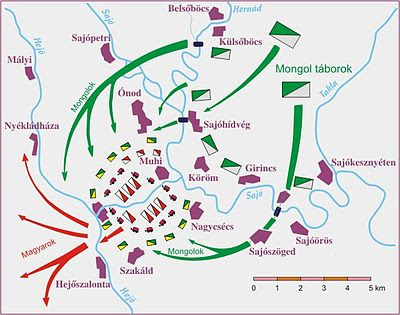 Belsőböcs
Hernád
Sajó
Külsőböcs
Hejő
Sajópetri
Mongol táborok
Mályi
Mongolok
Takta
Ónod
Nyékládháza
Sajóhídvég
Muhi
Sajókesznyéten
Girincs
Köröm
Sajó
Nagycsécs
Magyarok
Sajóörös
Mongolok
Sajószöged
Szakáld
Hejőszalonta
Hejő
0 1 2 3 4 5 km